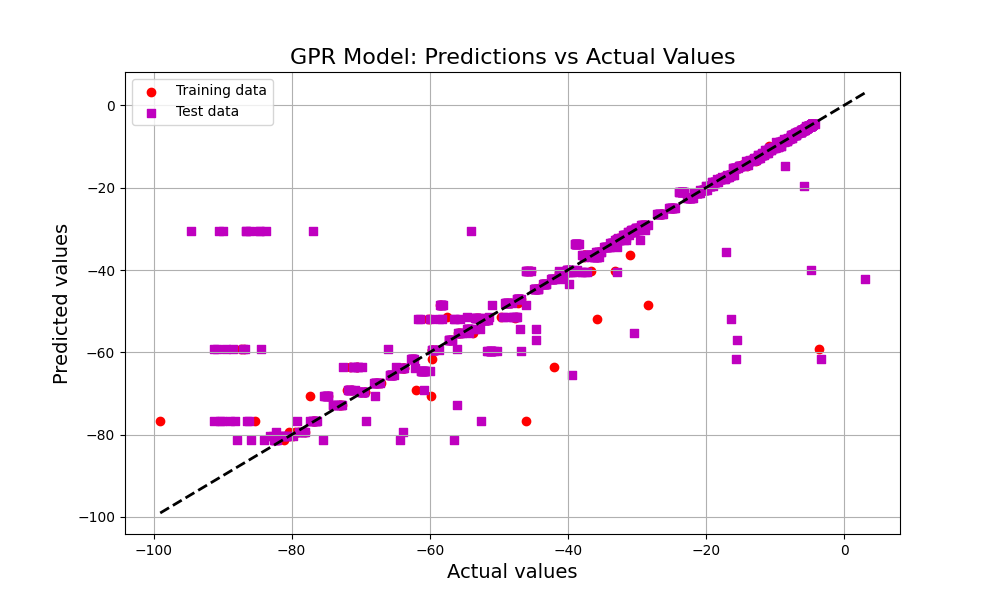 GPR Model: Predictions vs Actual Values
Training data
Test data
Predicted values
0
−20
−40
−60
−80
−100
−100
−80
−60
−40
−20
0
Actual values